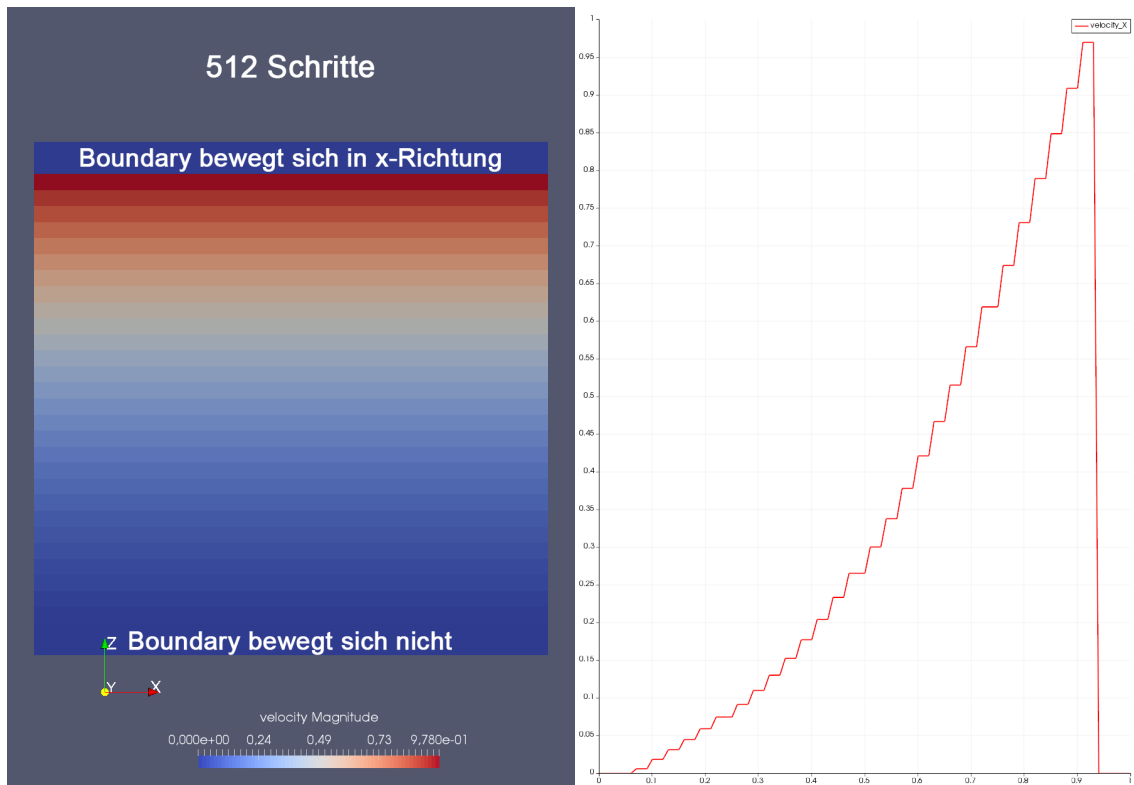 512 Schritte
Boundary bewegt sich in x-Richtung
Z Boundary bewegt sich nicht
Y X
velocity Magnitude
0,000e+00 0,24 0,49 0,73 9,780e-01
velocity_X
1
0.95
0.9
0.85
0.8
0.75
0.7
0.65
0.6
0.55
0.5
0.45
0.4
0.35
0.3
0.25
0.2
0.15
0.1
0.05
0
0 0.1 0.2 0.3 0.4 0.5 0.6 0.7 0.8 0.9 1